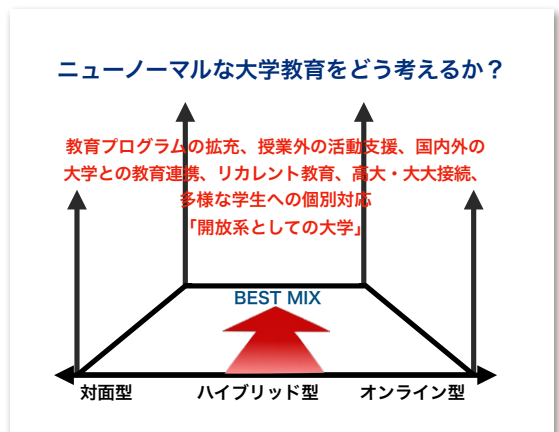 ニューノーマルな大学教育をどう考えるか？
教育プログラムの拡充、授業外の活動支援、国内外の
大学との教育連携、リカレント教育、高大・大大接続、
多様な学生への個別対応
「開放系としての大学」
BEST MIX
対面型 ハイブリッド型 オンライン型